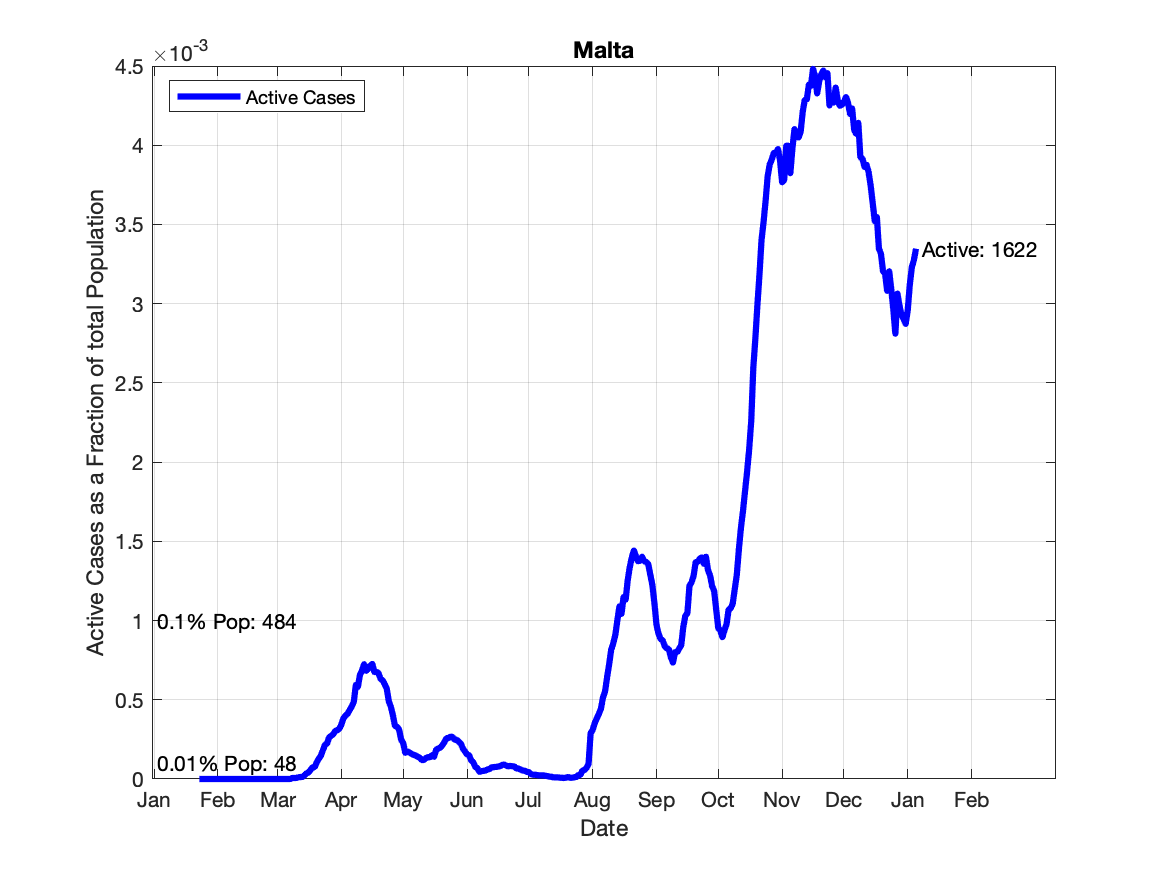 Malta
×10-3
Active Cases
4.5
4
3.5
3
2.5
2
1.5
1
0.5
0
Active Cases as a Fraction of total Population
Active: 1622
0.1% Pop: 484
0.01% Pop: 48
Jan Feb Mar Apr May Jun Jul Aug Sep Oct Nov Dec Jan Feb
Date